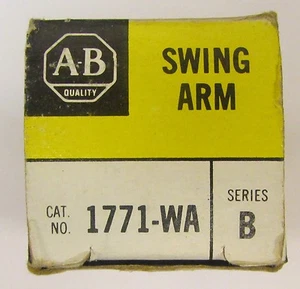 A-B
QUALITY
SWING
ARM
CAT.
NO.
1771-WA
SERIES
B